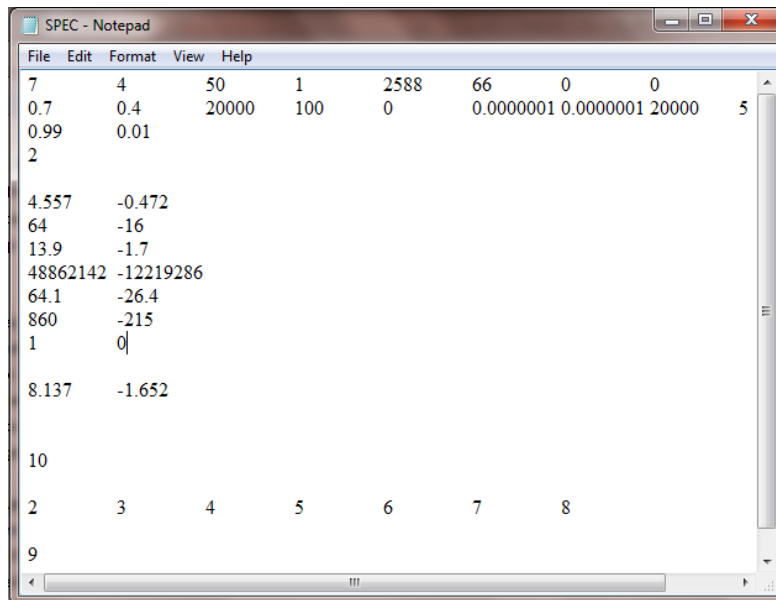 SPEC - Notepad
File Edit Format View Help
7 4 50 1 2588 66 0 0
0.7 0.4 20000 100 0 0.0000001 0.0000001 20000 5
0.99 0.01
2
4.557 -0.472
64 -16
13.9 -1.7
48862142 -12219286
64.1 -26.4
860 -215
1 0
8.137 -1.652
10
2 3 4 5 6 7 8
9